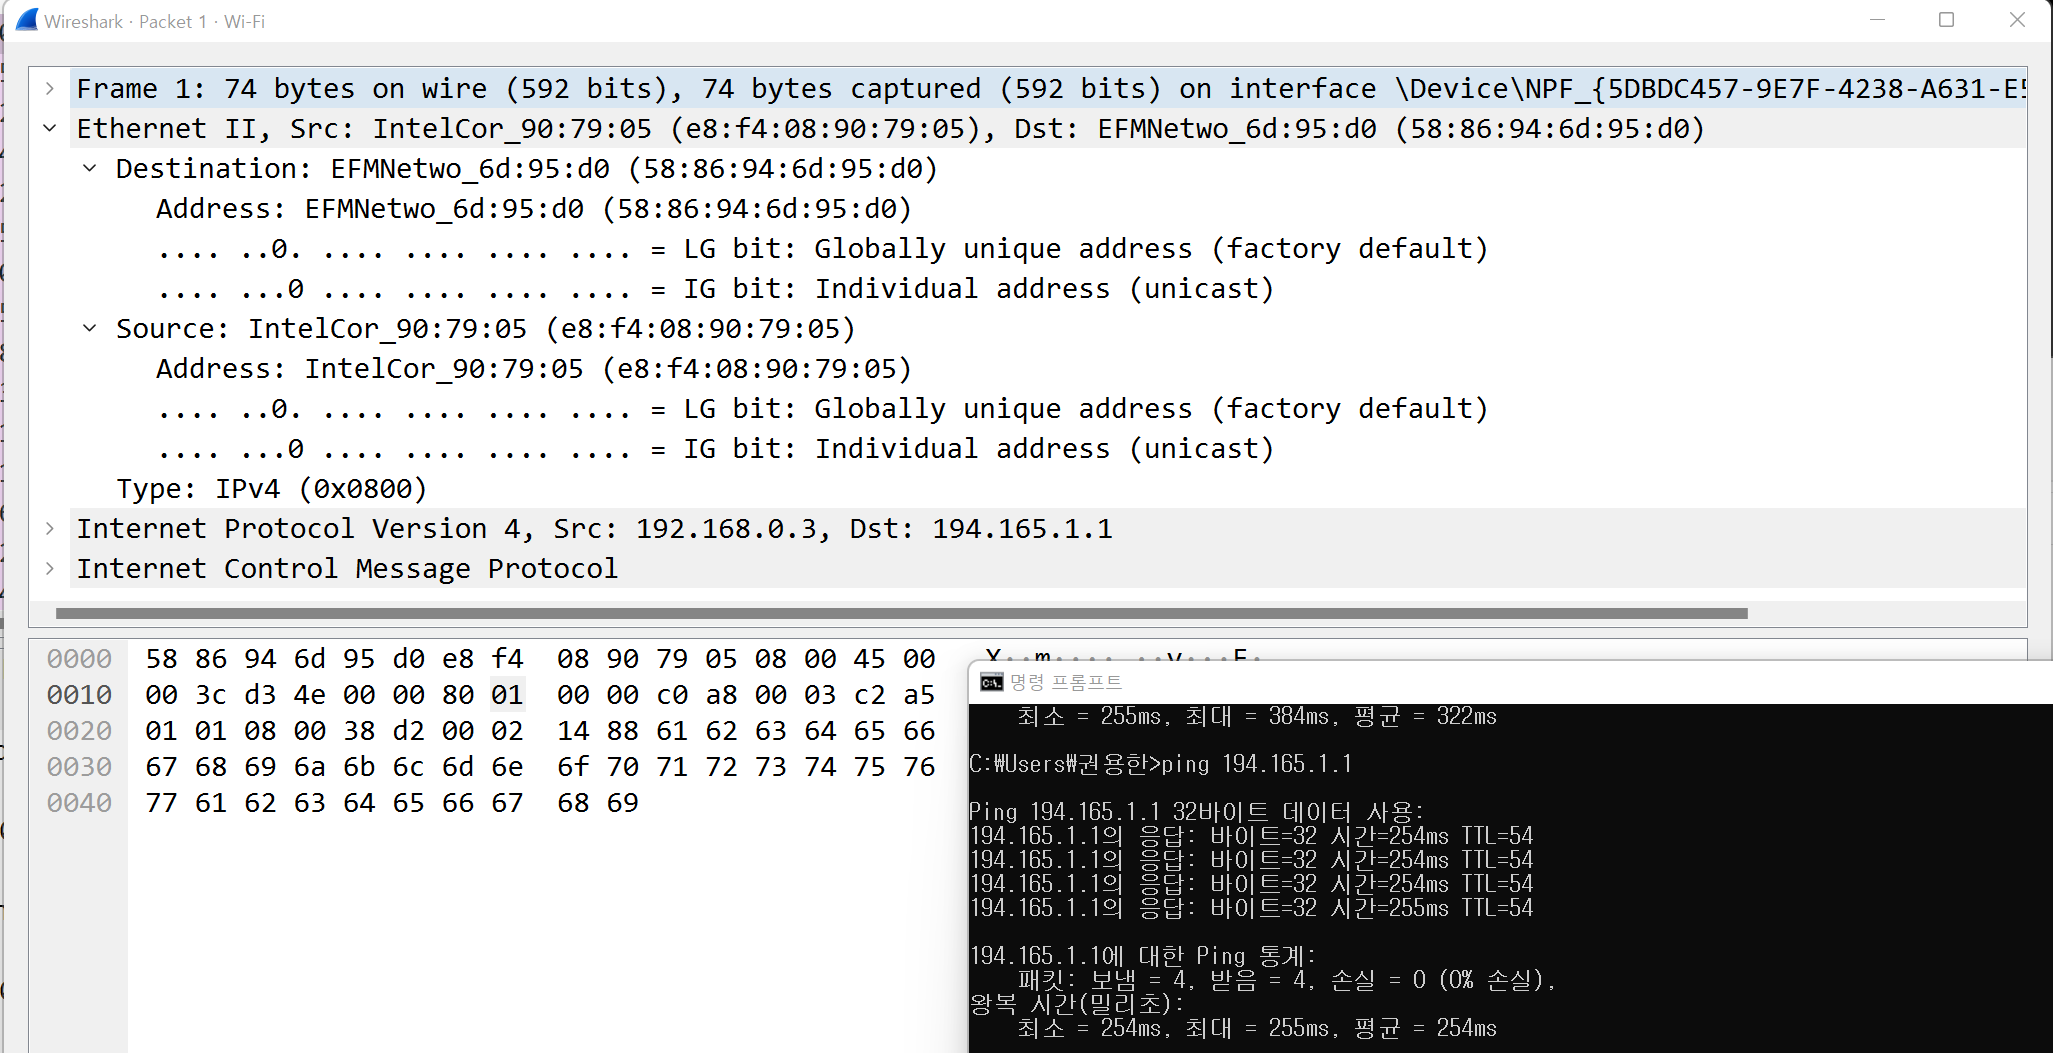 Wireshark · Packet 1 · Wi-Fi
Frame 1: 74 bytes on wire (592 bits), 74 bytes captured (592 bits) on interface \Device\NPF_{5DBDC457-9E7F-4238-A631-E5
Ethernet II, Src: IntelCor_90:79:05 (e8:f4:08:90:79:05), Dst: EFMNetwo_6d:95:d0 (58:86:94:6d:95:d0)
Destination: EFMNetwo_6d:95:d0 (58:86:94:6d:95:d0)
Address: EFMNetwo_6d:95:d0 (58:86:94:6d:95:d0)
.... ..0. .... .... .... .... = LG bit: Globally unique address (factory default)
.... ...0 .... .... .... .... = IG bit: Individual address (unicast)
Source: IntelCor_90:79:05 (e8:f4:08:90:79:05)
Address: IntelCor_90:79:05 (e8:f4:08:90:79:05)
.... ..0. .... .... .... .... = LG bit: Globally unique address (factory default)
.... ...0 .... .... .... .... = IG bit: Individual address (unicast)
Type: IPv4 (0x0800)
Internet Protocol Version 4, Src: 192.168.0.3, Dst: 194.165.1.1
Internet Control Message Protocol
0000 58 86 94 6d 95 d0 e8 f4 08 90 79 05 08 00 45 00 X··m···· ··y···E·
0010 00 3c d3 4e 00 00 80 01 00 00 c0 a8 00 03 c2 a5
0020 01 01 08 00 38 d2 00 02 14 88 61 62 63 64 65 66
0030 67 68 69 6a 6b 6c 6d 6e 6f 70 71 72 73 74 75 76
0040 77 61 62 63 64 65 66 67 68 69
명령 프롬프트
최소 = 255ms, 최대 = 384ms, 평균 = 322ms
C:₩Users₩권용한>ping 194.165.1.1
Ping 194.165.1.1 32바이트 데이터 사용:
194.165.1.1의 응답: 바이트=32 시간=254ms TTL=54
194.165.1.1의 응답: 바이트=32 시간=254ms TTL=54
194.165.1.1의 응답: 바이트=32 시간=254ms TTL=54
194.165.1.1의 응답: 바이트=32 시간=255ms TTL=54
194.165.1.1에 대한 Ping 통계:
패킷: 보냄 = 4, 받음 = 4, 손실 = 0 (0% 손실),
왕복 시간(밀리초):
최소 = 254ms, 최대 = 255ms, 평균 = 254ms